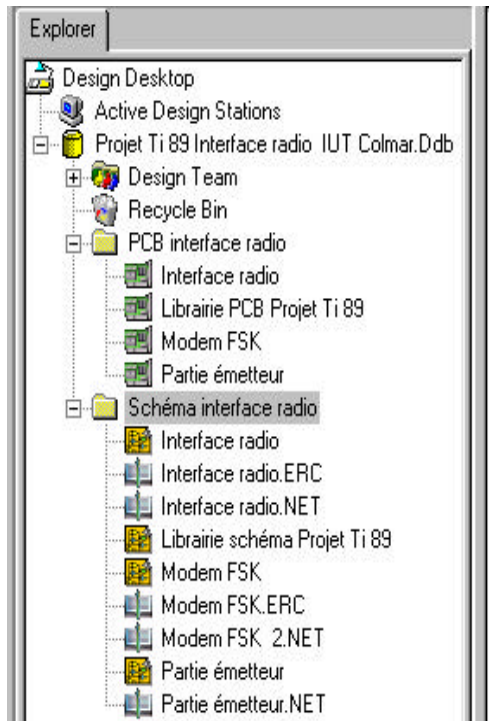 Explorer
Design Desktop
Active Design Stations
Projet Ti 89 Interface radio IUT Colmar.Ddb
Design Team
Recycle Bin
PCB interface radio
Interface radio
Librairie PCB Projet Ti 89
Modem FSK
Partie émetteur
Schéma interface radio
Interface radio
Interface radio.ERC
Interface radio.NET
Librairie schéma Projet Ti 89
Modem FSK
Modem FSK.ERC
Modem FSK 2.NET
Partie émetteur
Partie émetteur.NET